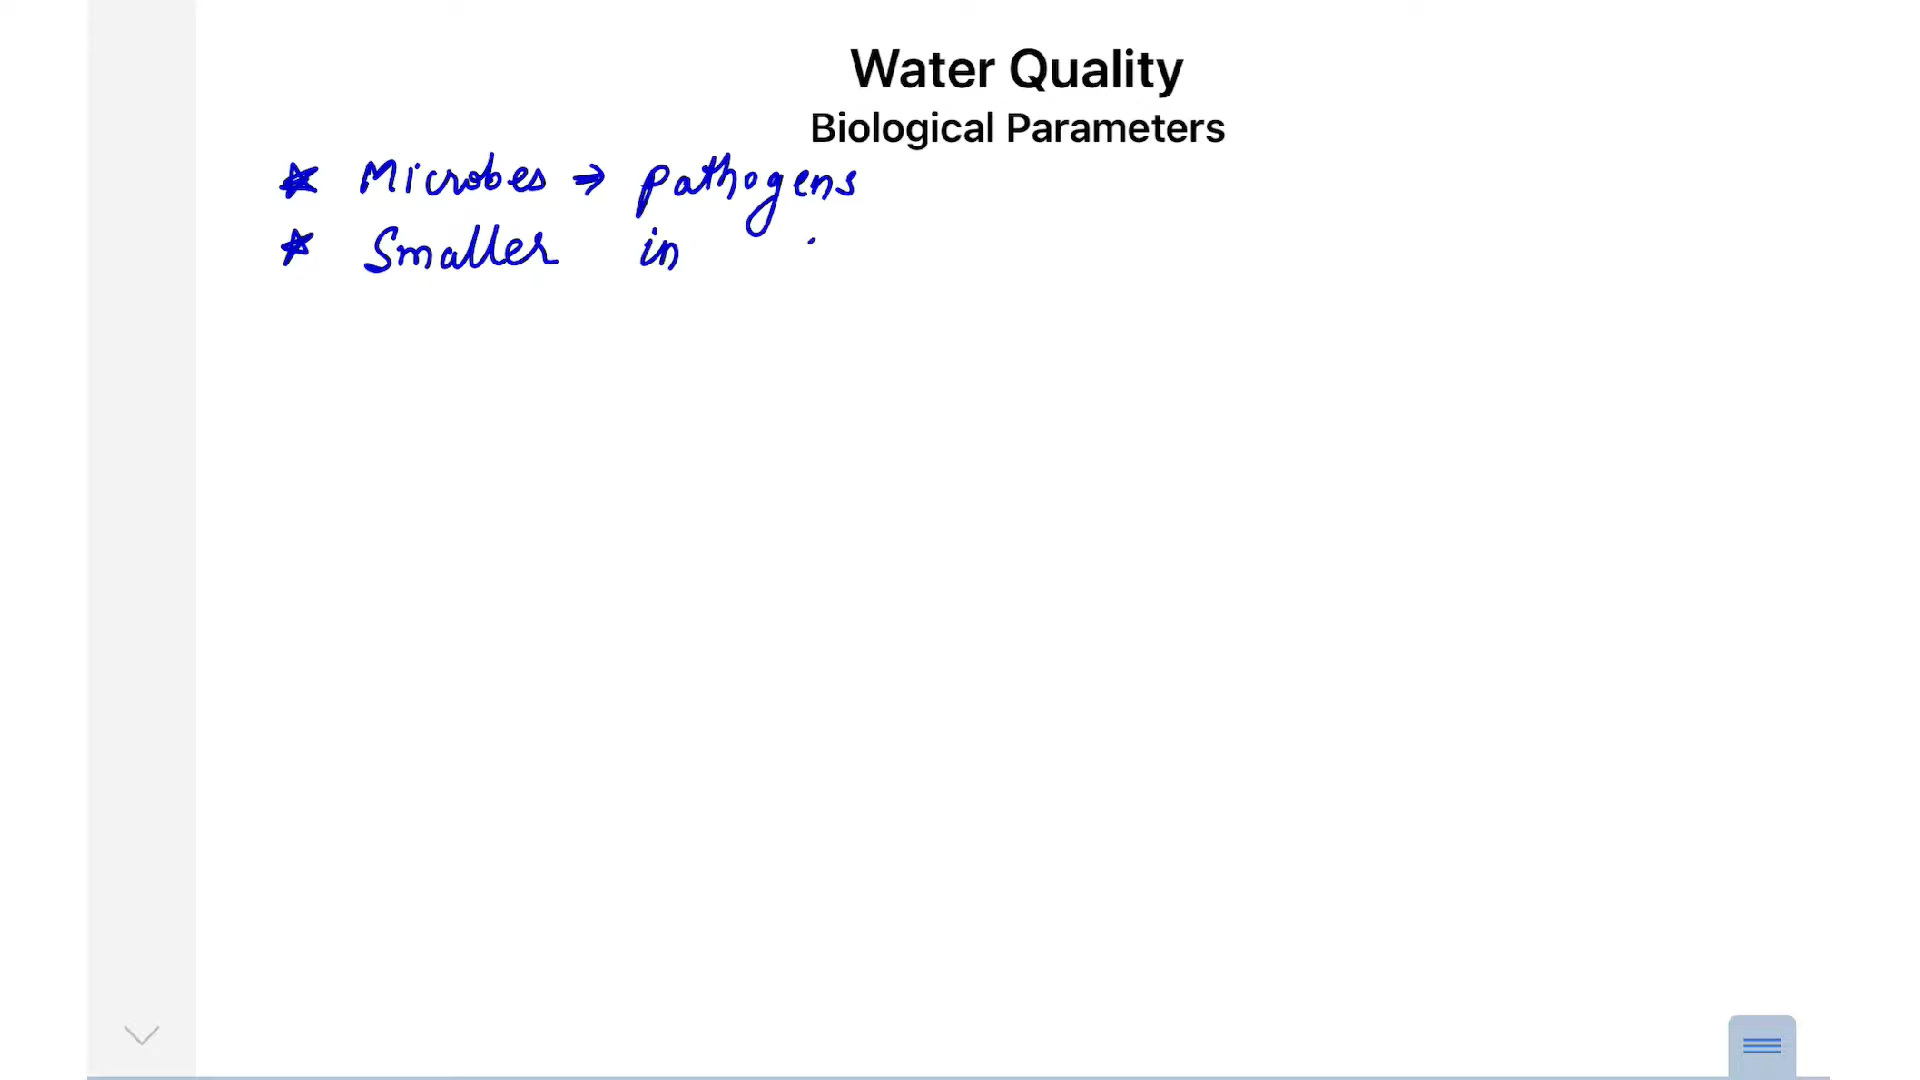 Water Quality
Biological Parameters
* Microbes → pathogens
* Smaller in